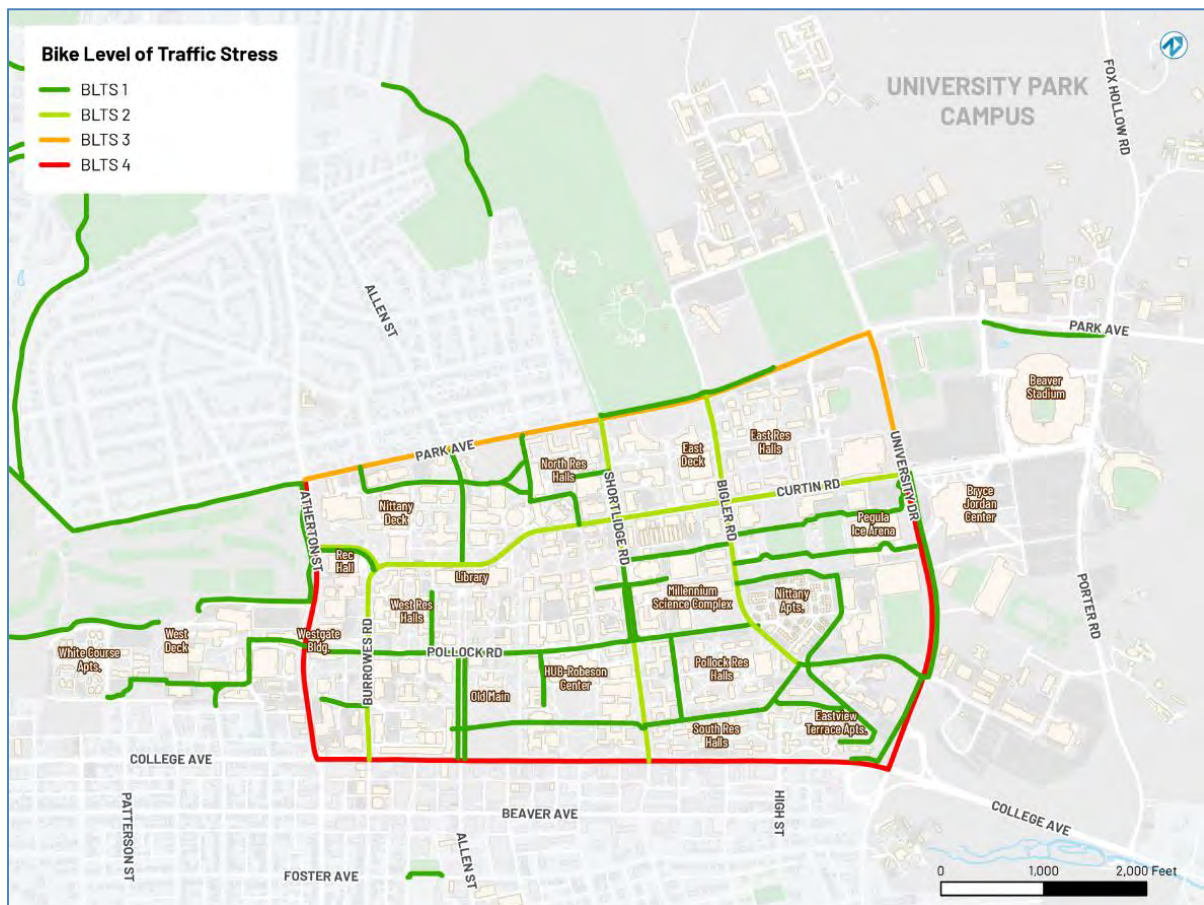 Bike Level of Traffic Stress
BLTS 1
BLTS 2
BLTS 3
BLTS 4
UNIVERSITY PARK
CAMPUS
FOX HOLLOW RD
ALLEN ST
PARK AVE
Beaver
Stadium
PARK AVE
North Res
Halls
East
Deck
East Res
Halls
UNIVERSITY DR
ATHERTON ST
Nittany
Deck
SHORTLIDGE RD
BIGLER RD
CURTIN RD
Pegula
Ice Arena
Bryce
Jordan
Center
Rec
Hall
Library
West Res
Halls
Millennium
Science Complex
Nittany
Apts.
PORTER RD
West
Deck
White Course
Apts.
Westgate
Bldg.
BURROWES RD
POLLOCK RD
HUB-Robeson
Center
Pollock Res
Halls
Old Main
South Res
Halls
Eastview
Terrace Apts.
COLLEGE AVE
PATTERSON ST
BEAVER AVE
HIGH ST
COLLEGE AVE
ALLEN ST
FOSTER AVE
0 1,000 2,000 Feet